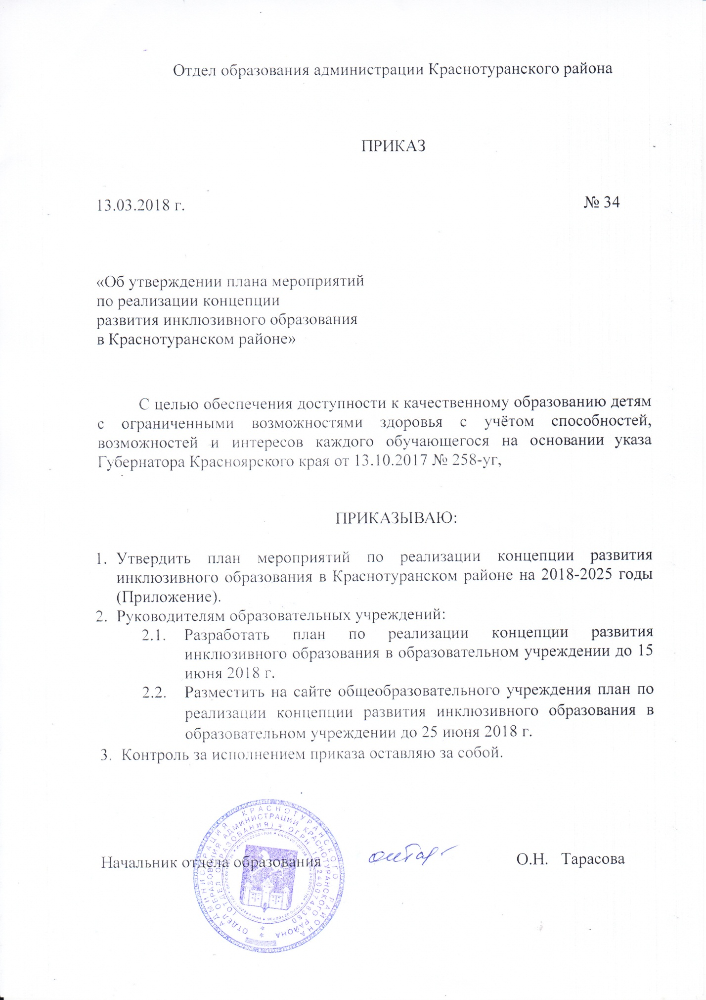 Отдел образования администрации Краснотуранского района
ПРИКАЗ
13.03.2018 г. № 34
«Об утверждении плана мероприятий
по реализации концепции
развития инклюзивного образования
в Краснотуранском районе»
С целью обеспечения доступности к качественному образованию детям
с ограниченными возможностями здоровья с учётом способностей,
возможностей и интересов каждого обучающегося на основании указа
Губернатора Красноярского края от 13.10.2017 № 258-уг,
ПРИКАЗЫВАЮ:
1. Утвердить план мероприятий по реализации концепции развития
инклюзивного образования в Краснотуранском районе на 2018-2025 годы
(Приложение).
2. Руководителям образовательных учреждений:
2.1. Разработать план по реализации концепции развития
инклюзивного образования в образовательном учреждении до 15
июня 2018 г.
2.2. Разместить на сайте общеобразовательного учреждения план по
реализации концепции развития инклюзивного образования в
образовательном учреждении до 25 июня 2018 г.
3. Контроль за исполнением приказа оставляю за собой.
Начальник отдела образования О.Н. Тарасова
АДМИНИСТРАЦИЯ КРАСНОТУРАНСКОГО РАЙОНА
ОТДЕЛ ОБРАЗОВАНИЯ АДМИНИСТРАЦИИ КРАСНОТУРАНСКОГО РАЙОНА
(ОТДЕЛ ОБРАЗОВАНИЯ) * ОГРН